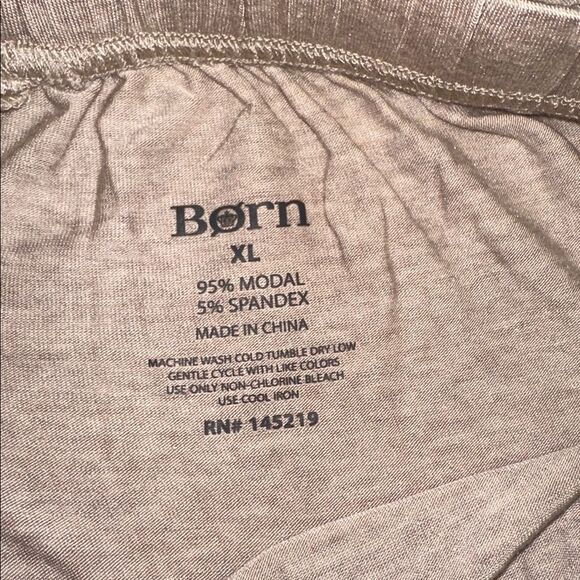 Børn
XL
95% MODAL
5% SPANDEX
MADE IN CHINA
MACHINE WASH COLD TUMBLE DRY LOW
GENTLE CYCLE WITH LIKE COLORS
USE ONLY NON-CHLORINE BLEACH
USE COOL IRON
RN# 145219